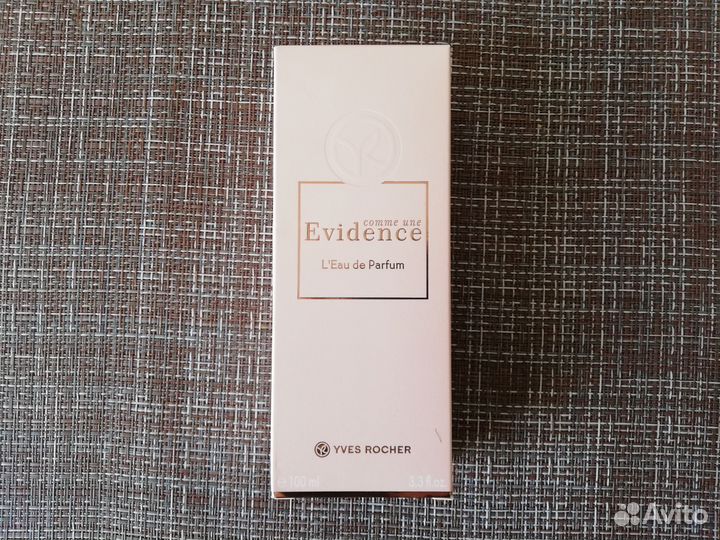 comme une
Evidence
L'Eau de Parfum
YVES ROCHER
e 100 ml 3.3 fl.oz.
Avito